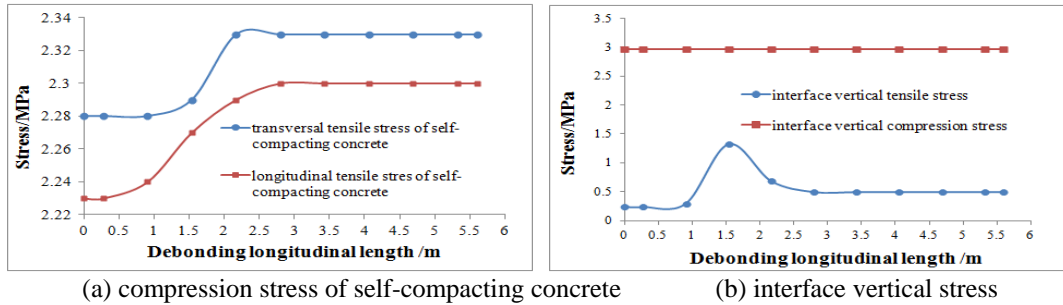 2.34
2.32
2.3
2.28
2.26
2.24
2.22
Stress/MPa
transversal tensile stress of self-
compacting concrete
longitudinal tensile stres of self-
compacting concrete
0 0.5 1 1.5 2 2.5 3 3.5 4 4.5 5 5.5 6
Debonding longitudinal length /m
(a) compression stress of self-compacting concrete
3.5
3
2.5
2
1.5
1
0.5
0
Stress/MPa
interface vertical tensile stress
interface vertical compression stress
0 0.5 1 1.5 2 2.5 3 3.5 4 4.5 5 5.5 6
Debonding longitudinal length /m
(b) interface vertical stress